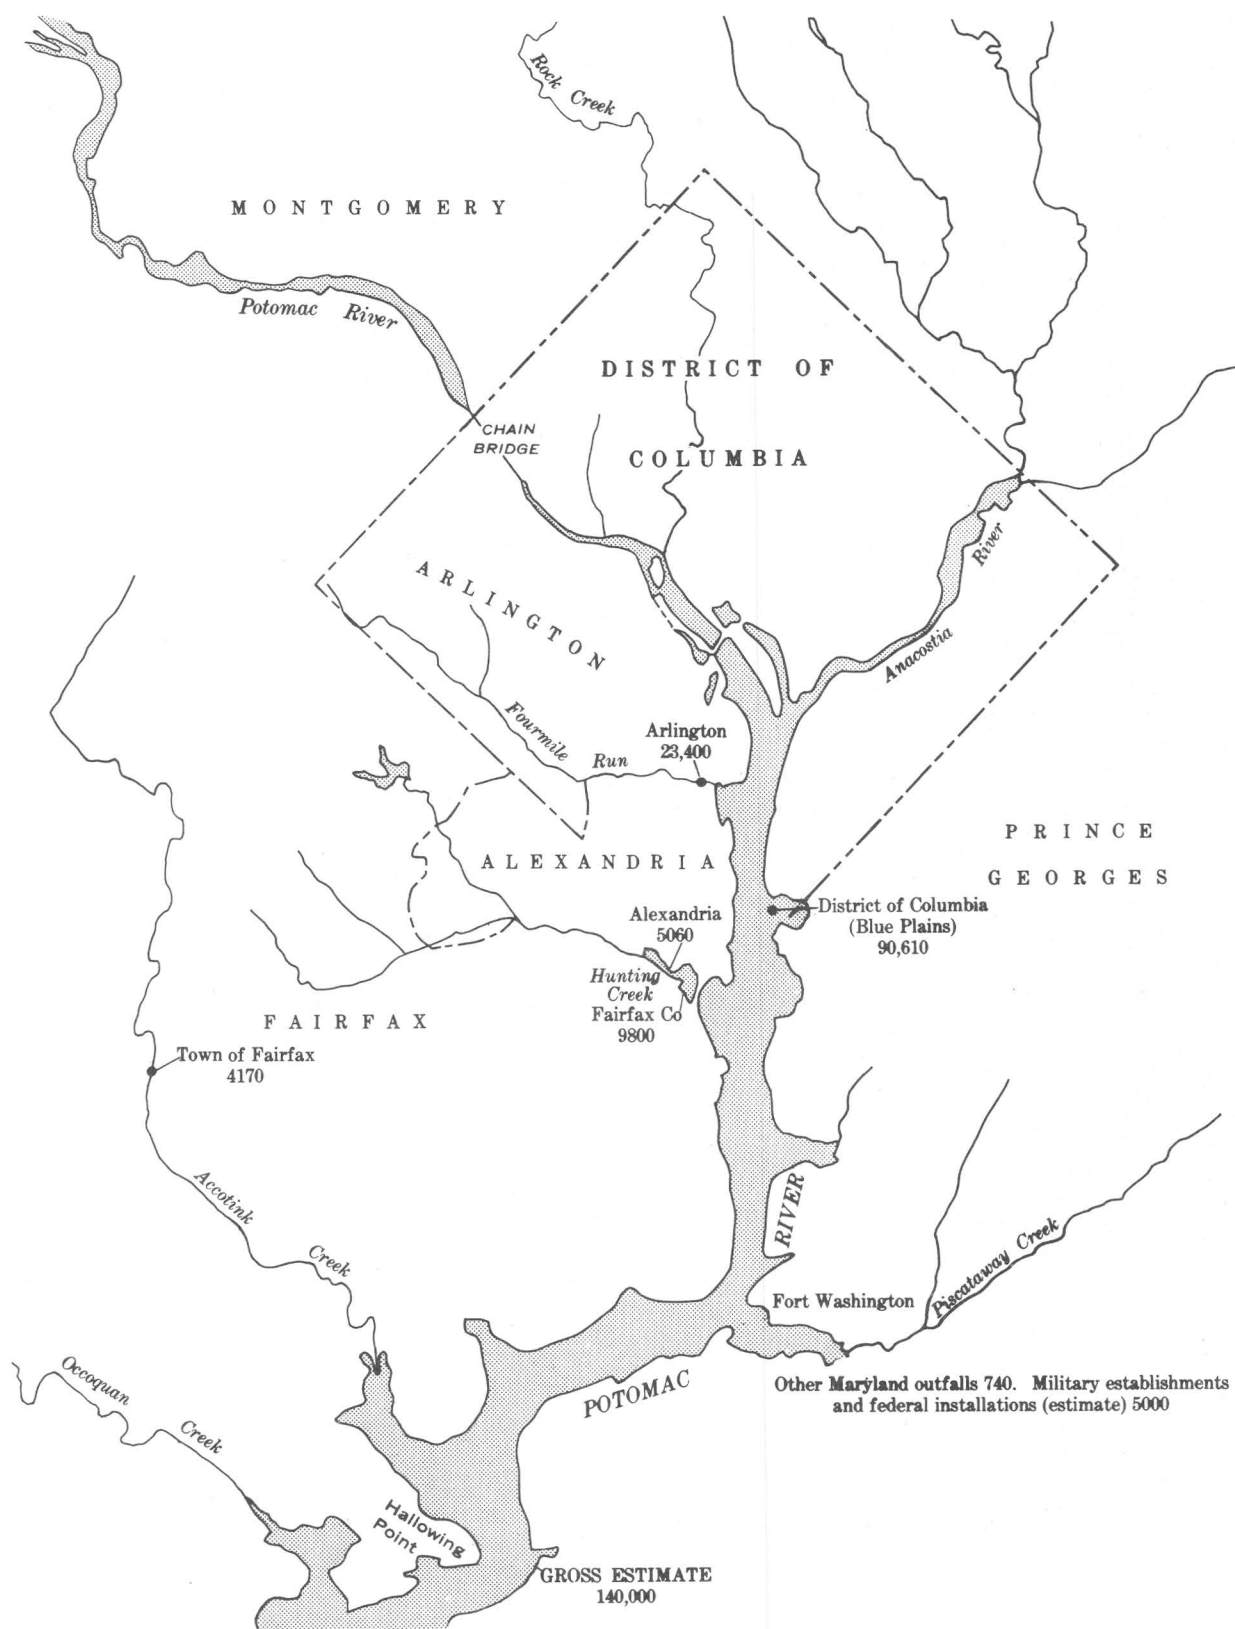 Rock Creek
MONTGOMERY
Potomac River
DISTRICT OF
COLUMBIA
CHAIN
BRIDGE
River
Anacostia
ARLINGTON
Fourmile Run
Arlington
23,400
PRINCE
GEORGES
ALEXANDRIA
District of Columbia
(Blue Plains)
90,610
Alexandria
5060
Hunting
Creek
Fairfax Co
9800
FAIRFAX
Town of Fairfax
4170
Accotink
Creek
RIVER
Fort Washington
Piscataway Creek
POTOMAC
Other Maryland outfalls 740. Military establishments
and federal installations (estimate) 5000
Occoquan
Creek
Hallowing
Point
GROSS ESTIMATE
140,000